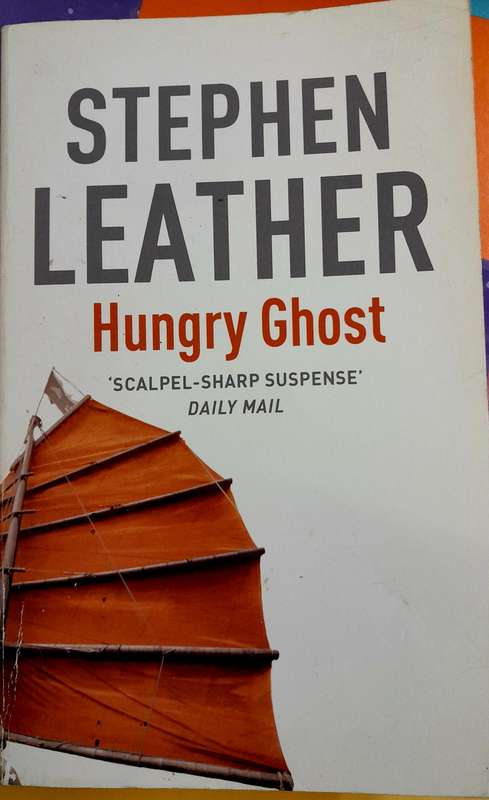 STEPHEN
LEATHER
Hungry Ghost
‘SCALPEL-SHARP SUSPENSE’
DAILY MAIL